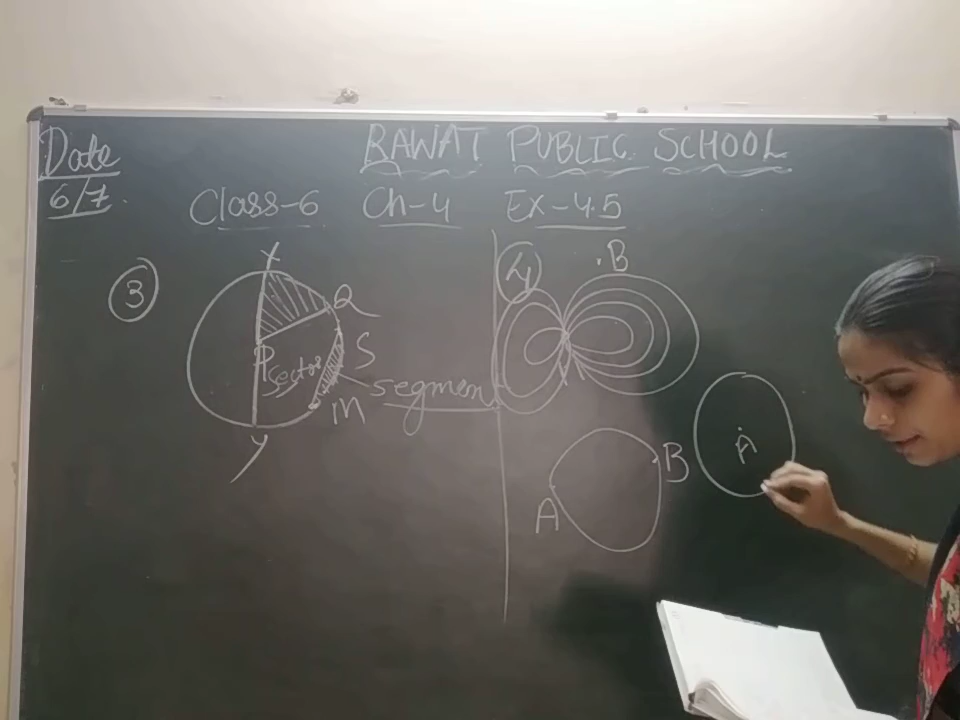 Date
6/7.
RAWAT PUBLIC SCHOOL
Class-6 Ch-4 Ex-4.5
3
X
Q
P
S
sector
segmen
M
Y
4
.B
A
B
A
A